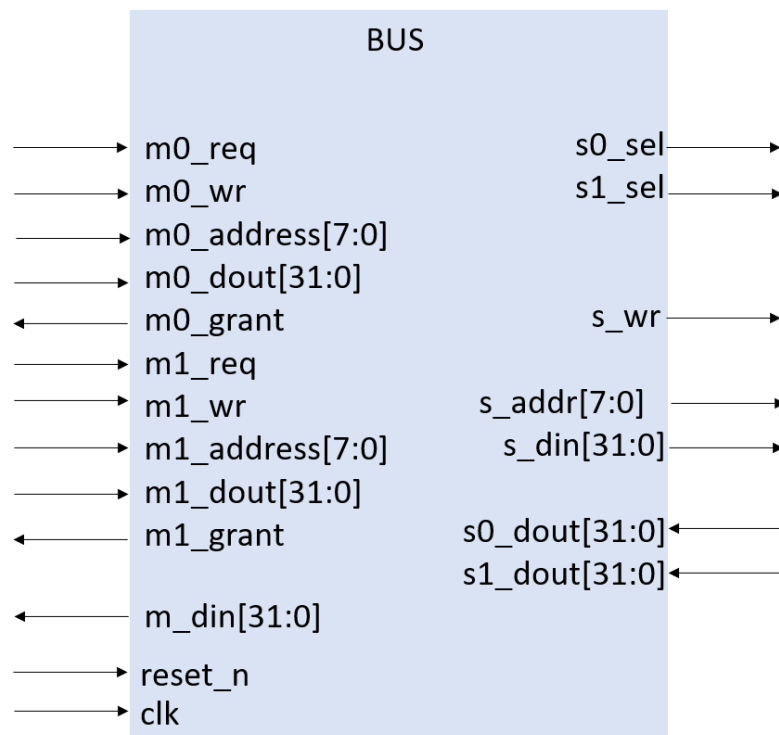 BUS
m0_req
m0_wr
m0_address[7:0]
m0_dout[31:0]
m0_grant
m1_req
m1_wr
m1_address[7:0]
m1_dout[31:0]
m1_grant
m_din[31:0]
reset_n
clk
s0_sel
s1_sel
s_wr
s_addr[7:0]
s_din[31:0]
s0_dout[31:0]
s1_dout[31:0]